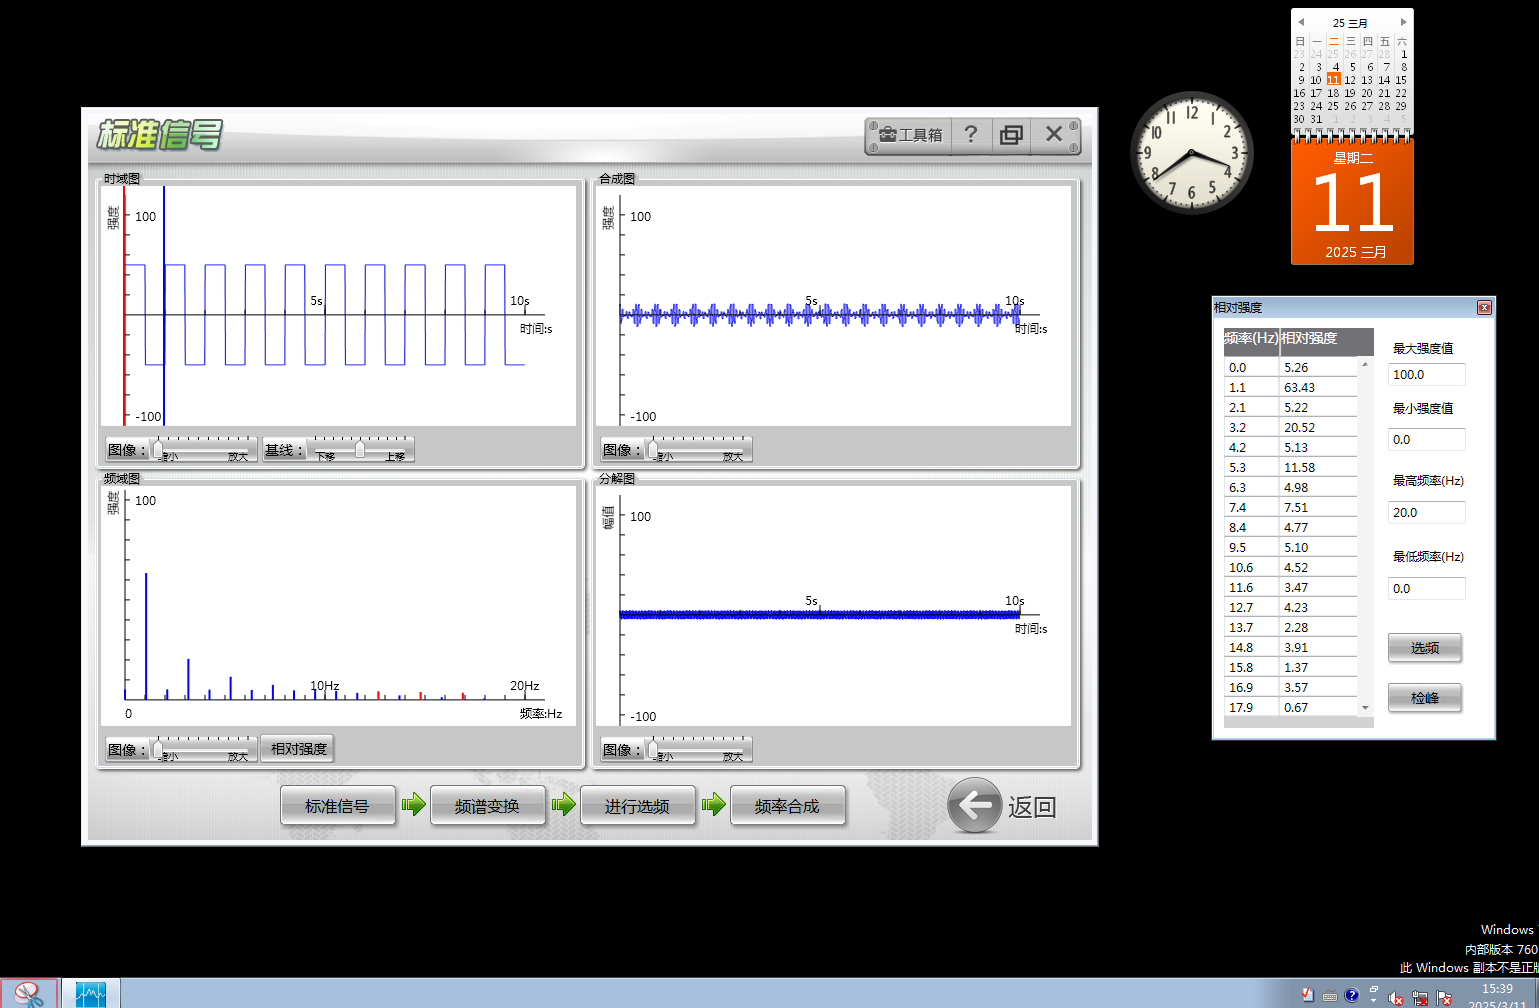 标准信号
工具箱
?
时域图
强度
100
5s
10s
时间:s
-100
图像：
缩小
放大
基线：
下移
上移
合成图
强度
100
5s
10s
时间:s
-100
图像：
缩小
放大
频域图
强度
100
10Hz
20Hz
0
频率:Hz
图像：
缩小
放大
相对强度
分解图
幅值
100
5s
10s
时间:s
-100
图像：
缩小
放大
标准信号
频谱变换
进行选频
频率合成
返回
12
1
2
3
4
5
6
7
8
9
10
11
25 三月
日 一 二 三 四 五 六
23 24 25 26 27 28 1
2 3 4 5 6 7 8
9 10 11 12 13 14 15
16 17 18 19 20 21 22
23 24 25 26 27 28 29
30 31 1 2 3 4 5
星期二
11
2025 三月
相对强度
频率(Hz) 相对强度
0.0 5.26
1.1 63.43
2.1 5.22
3.2 20.52
4.2 5.13
5.3 11.58
6.3 4.98
7.4 7.51
8.4 4.77
9.5 5.10
10.6 4.52
11.6 3.47
12.7 4.23
13.7 2.28
14.8 3.91
15.8 1.37
16.9 3.57
17.9 0.67
最大强度值
100.0
最小强度值
0.0
最高频率(Hz)
20.0
最低频率(Hz)
0.0
选频
检峰
Windows
内部版本 760
此 Windows 副本不是正版
15:39
2025/3/11